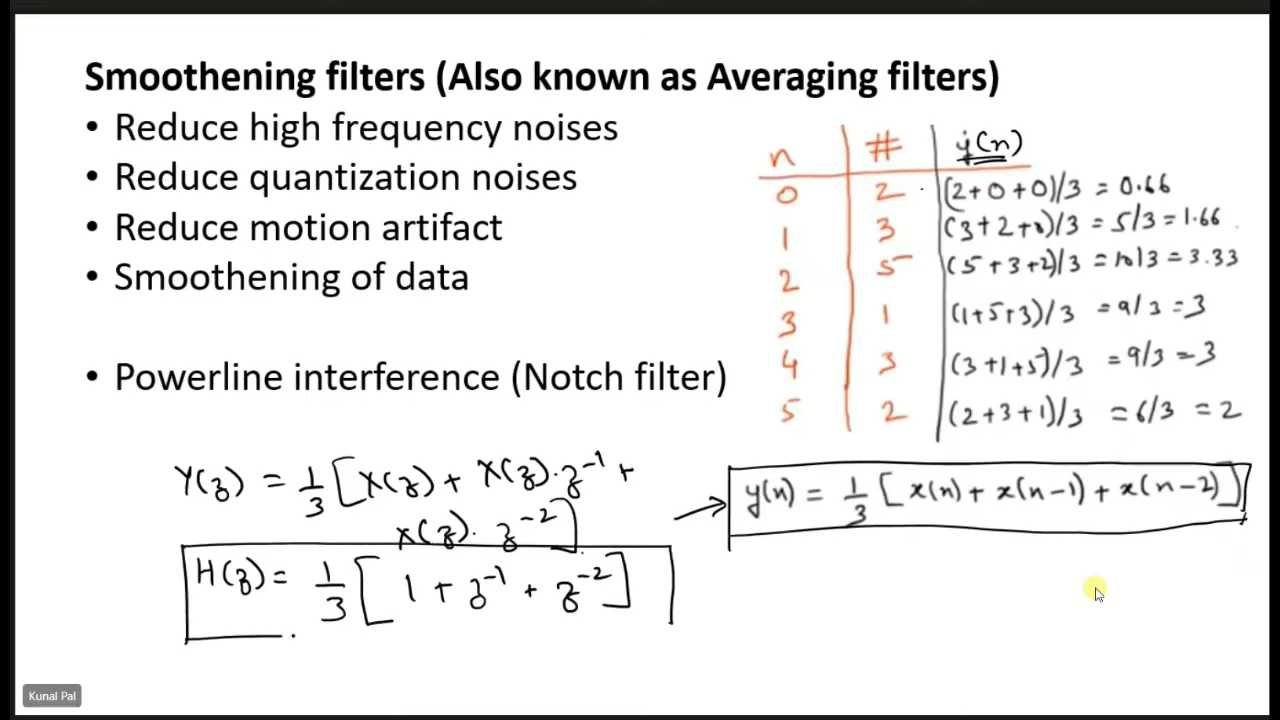 Smoothening filters (Also known as Averaging filters)
• Reduce high frequency noises
• Reduce quantization noises
• Reduce motion artifact
• Smoothening of data
• Powerline interference (Notch filter)
n # y(n)
0 2 (2+0+0)/3 = 0.66
1 3 (3+2+0)/3 = 5/3 = 1.66
2 5 (5+3+2)/3 = 10/3 = 3.33
3 1 (1+5+3)/3 = 9/3 = 3
4 3 (3+1+5)/3 = 9/3 = 3
5 2 (2+3+1)/3 = 6/3 = 2
Y(z) = 1/3 [X(z) + X(z).z⁻¹ +
X(z). z⁻²]
H(z) = 1/3 [1 + z⁻¹ + z⁻²]
y(n) = 1/3 [x(n) + x(n-1) + x(n-2)]
Kunal Pal